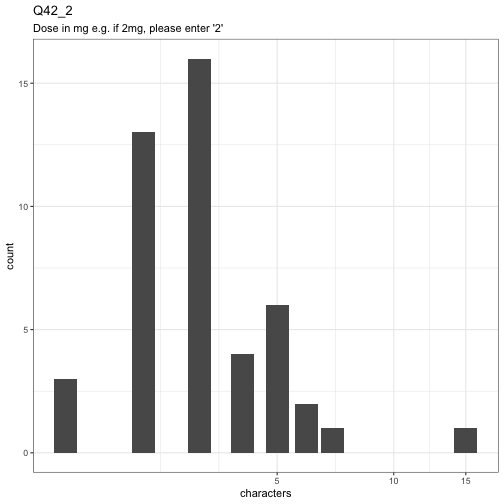 Q42_2
Dose in mg e.g. if 2mg, please enter '2'
15
10
5
0
count
5 10 15
characters